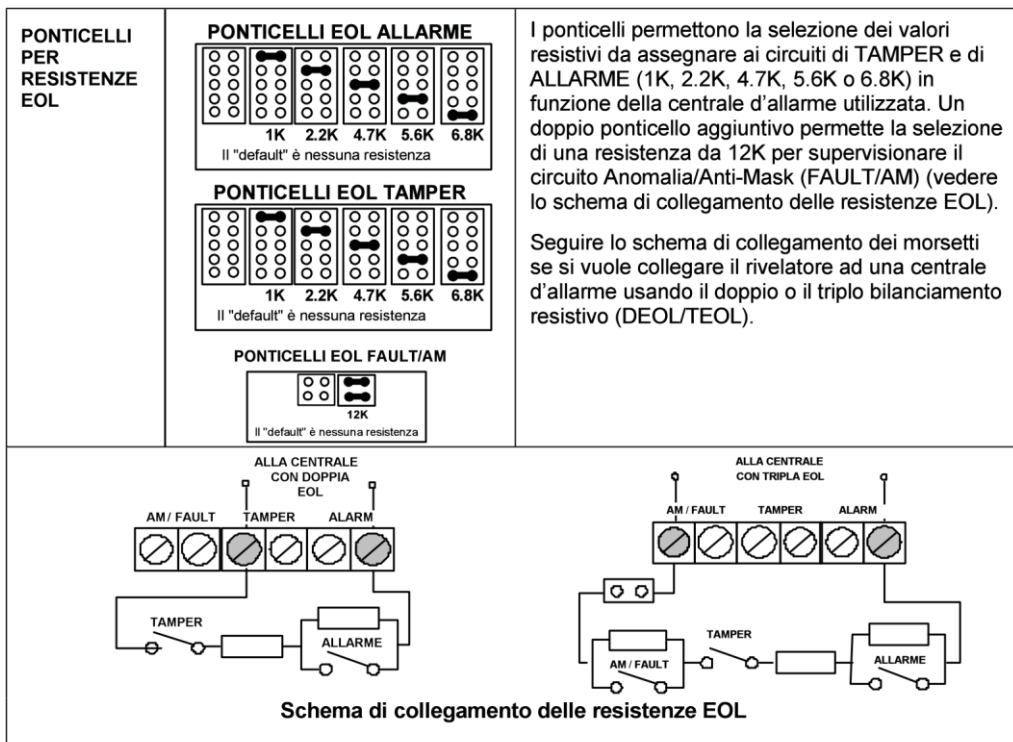 PONTICELLI
PER
RESISTENZE
EOL
PONTICELLI EOL ALLARME
1K 2.2K 4.7K 5.6K 6.8K
Il "default" è nessuna resistenza
PONTICELLI EOL TAMPER
1K 2.2K 4.7K 5.6K 6.8K
Il "default" è nessuna resistenza
PONTICELLI EOL FAULT/AM
12K
Il "default" è nessuna resistenza
I ponticelli permettono la selezione dei valori
resistivi da assegnare ai circuiti di TAMPER e di
ALLARME (1K, 2.2K, 4.7K, 5.6K o 6.8K) in
funzione della centrale d'allarme utilizzata. Un
doppio ponticello aggiuntivo permette la selezione
di una resistenza da 12K per supervisionare il
circuito Anomalia/Anti-Mask (FAULT/AM) (vedere
lo schema di collegamento delle resistenze EOL).
Seguire lo schema di collegamento dei morsetti
se si vuole collegare il rivelatore ad una centrale
d'allarme usando il doppio o il triplo bilanciamento
resistivo (DEOL/TEOL).
ALLA CENTRALE
CON DOPPIA
EOL
AM / FAULT TAMPER ALARM
TAMPER
ALLARME
ALLA CENTRALE
CON TRIPLA EOL
AM / FAULT TAMPER ALARM
TAMPER
AM / FAULT
ALLARME
Schema di collegamento delle resistenze EOL